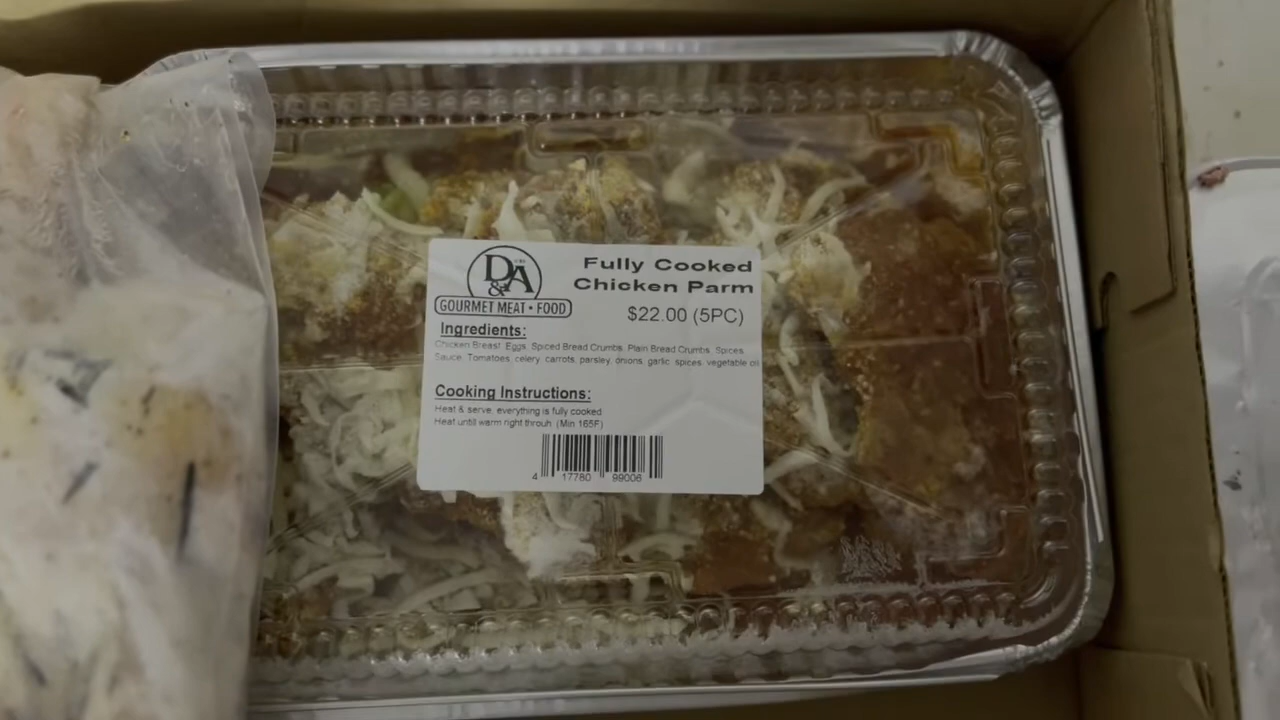 D&A
GOURMET MEAT • FOOD
Fully Cooked
Chicken Parm
$22.00 (5PC)
Ingredients:
Chicken Breast, Eggs, Spiced Bread Crumbs, Plain Bread Crumbs, Spices
Sauce, Tomatoes, celery, carrots, parsley, onions, garlic, spices, vegetable oil
Cooking Instructions:
Heat & serve, everything is fully cooked
Heat until warm right throuh (Min 165F)
4 17780 99006